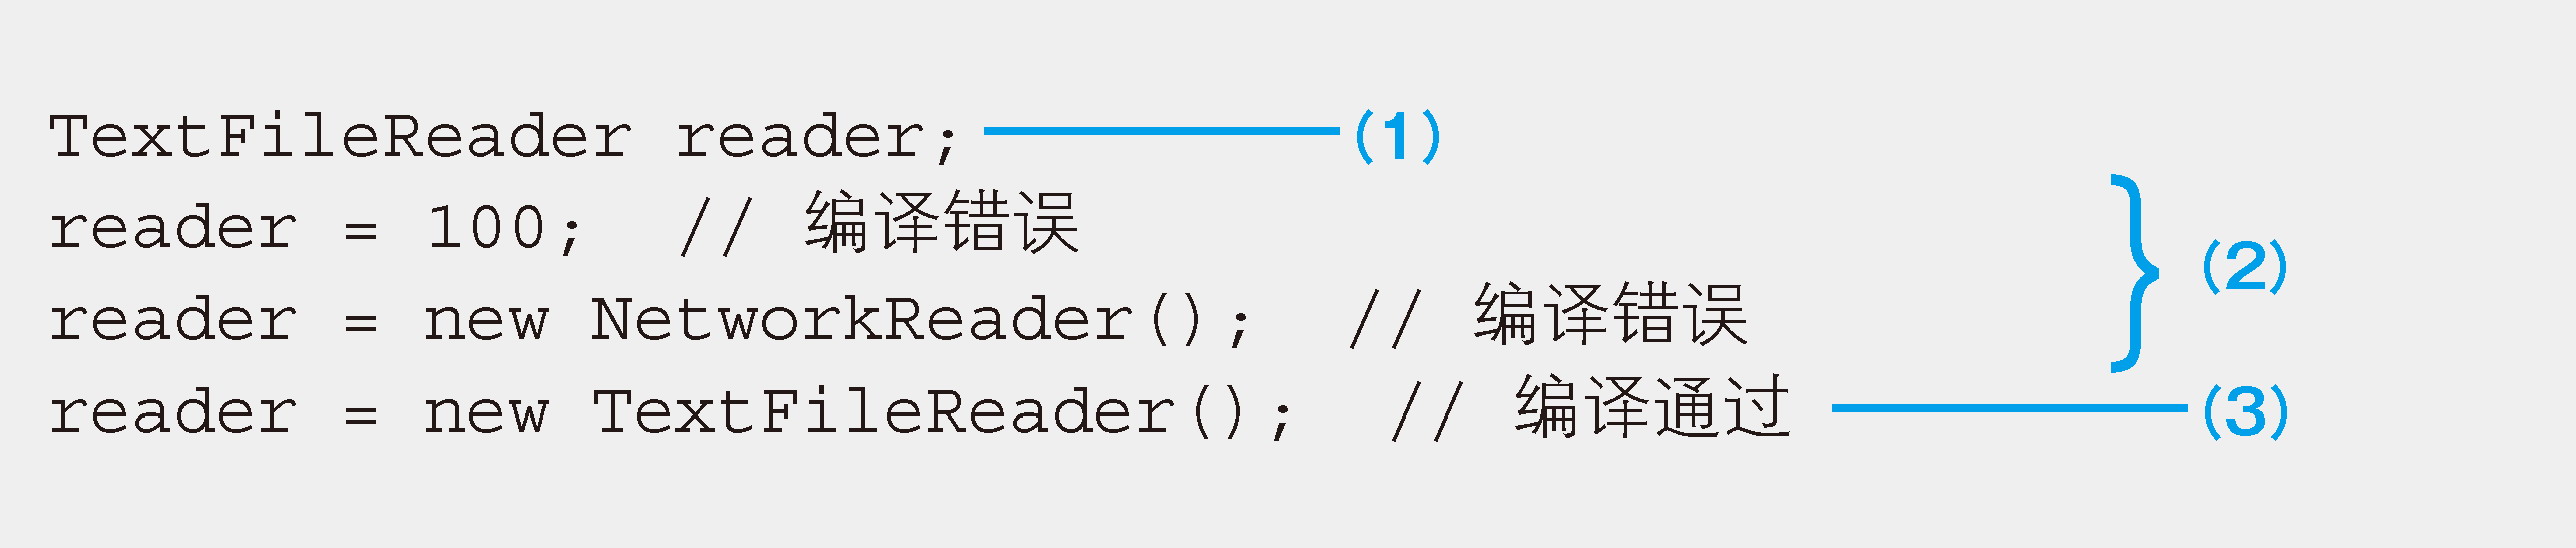 TextFileReader reader; (1)
reader = 100;  // 编译错误
reader = new NetworkReader();  // 编译错误 (2)
reader = new TextFileReader();  // 编译通过 (3)